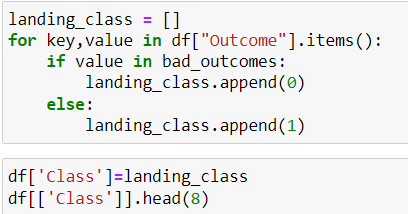 landing_class = []
for key,value in df["Outcome"].items():
    if value in bad_outcomes:
        landing_class.append(0)
    else:
        landing_class.append(1)
df['Class']=landing_class
df[['Class']].head(8)